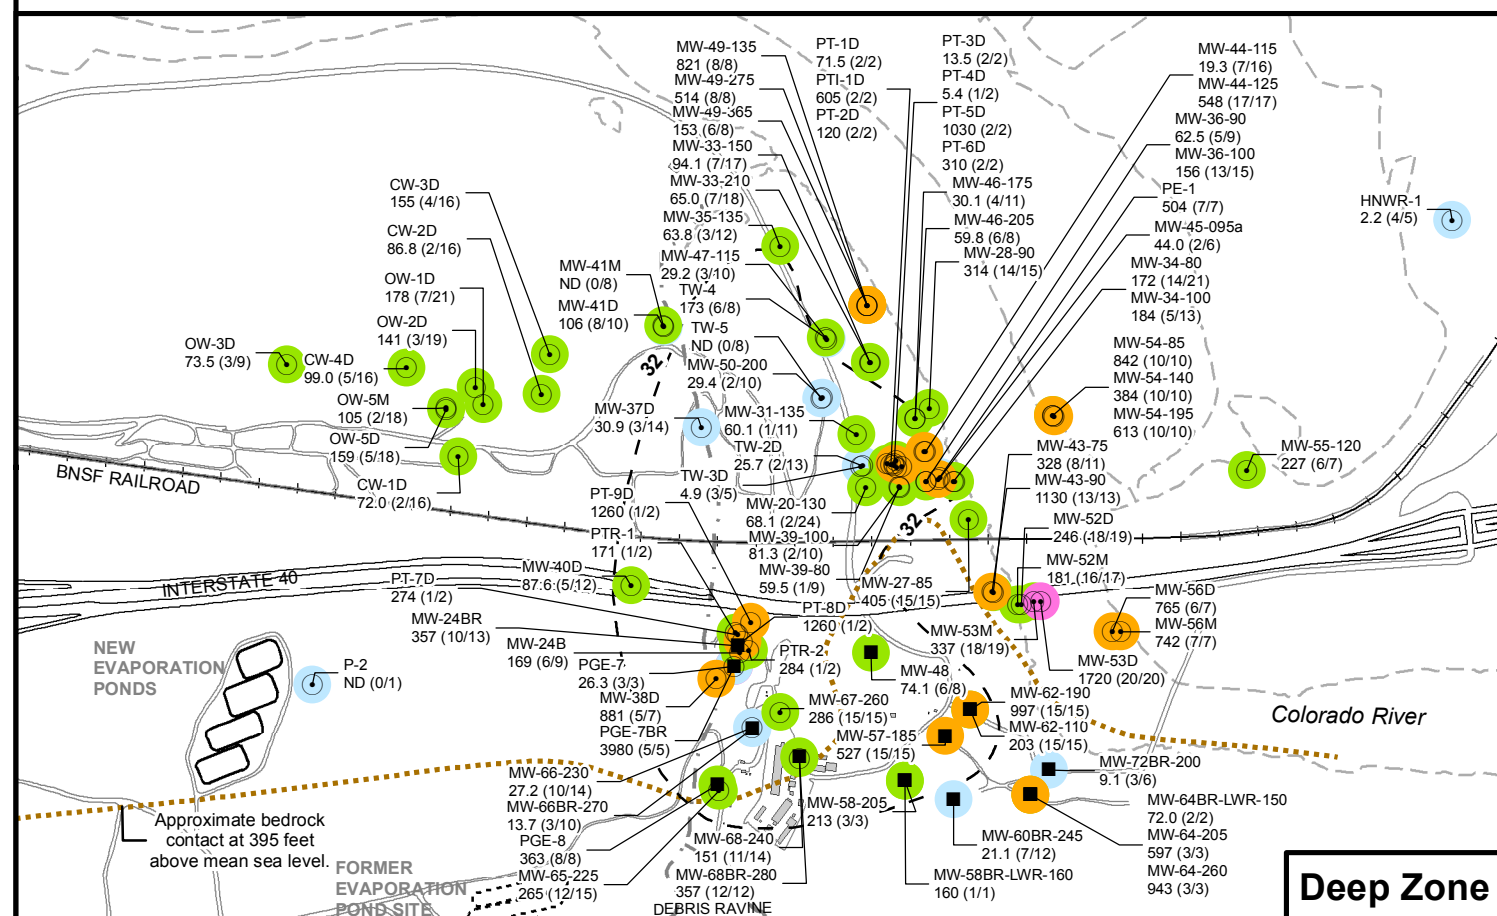 MW-49-135
821 (8/8)
MW-49-275
514 (8/8)
MW-49-365
153 (6/8)
MW-33-150
94.1 (7/17)
MW-33-210
65.0 (7/18)
MW-35-135
63.8 (3/12)
MW-47-115
29.2 (3/10)
TW-4
173 (6/8)
TW-5
ND (0/8)
MW-50-200
29.4 (2/10)
MW-31-135
60.1 (1/11)
TW-2D
25.7 (2/13)
TW-3D
4.9 (3/5)
PT-1D
71.5 (2/2)
PTI-1D
605 (2/2)
PT-2D
120 (2/2)
PT-3D
13.5 (2/2)
PT-4D
5.4 (1/2)
PT-5D
1030 (2/2)
PT-6D
310 (2/2)
MW-46-175
30.1 (4/11)
MW-46-205
59.8 (6/8)
MW-28-90
314 (14/15)
MW-44-115
19.3 (7/16)
MW-44-125
548 (17/17)
MW-36-90
62.5 (5/9)
MW-36-100
156 (13/15)
PE-1
504 (7/7)
MW-45-095a
44.0 (2/6)
MW-34-80
172 (14/21)
MW-34-100
184 (5/13)
MW-54-85
842 (10/10)
MW-54-140
384 (10/10)
MW-54-195
613 (10/10)
MW-43-75
328 (8/11)
MW-43-90
1130 (13/13)
MW-52D
246 (18/19)
MW-52M
181 (16/17)
HNWR-1
2.2 (4/5)
MW-55-120
227 (6/7)
CW-3D
155 (4/16)
CW-2D
86.8 (2/16)
OW-1D
178 (7/21)
OW-2D
141 (3/19)
OW-3D
73.5 (3/9)
CW-4D
99.0 (5/16)
OW-5M
105 (2/18)
OW-5D
159 (5/18)
CW-1D
72.0 (2/16)
MW-41M
ND (0/8)
MW-41D
106 (8/10)
32
MW-37D
30.9 (3/14)
BNSF RAILROAD
INTERSTATE 40
PT-9D
1260 (1/2)
PTR-1
171 (1/2)
MW-40D
87.6 (5/12)
PT-7D
274 (1/2)
MW-24BR
357 (10/13)
MW-24B
169 (6/9)
PGE-7
26.3 (3/3)
MW-38D
881 (5/7)
PGE-7BR
3980 (5/5)
MW-20-130
68.1 (2/24)
MW-39-100
81.3 (2/10)
MW-39-80
59.5 (1/9)
32
MW-27-85
405 (15/15)
PT-8D
1260 (1/2)
PTR-2
284 (1/2)
MW-53M
337 (18/19)
MW-48
74.1 (6/8)
MW-53D
1720 (20/20)
MW-56D
765 (6/7)
MW-56M
742 (7/7)
MW-67-260
286 (15/15)
MW-57-185
527 (15/15)
MW-62-190
997 (15/15)
MW-62-110
203 (15/15)
Colorado River
NEW
EVAPORATION
PONDS
P-2
ND (0/1)
MW-66-230
27.2 (10/14)
MW-66BR-270
13.7 (3/10)
PGE-8
363 (8/8)
MW-65-225
265 (12/15)
MW-68-240
151 (11/14)
MW-68BR-280
357 (12/12)
DEBRIS RAVINE
MW-58-205
213 (3/3)
MW-58BR-LWR-160
160 (1/1)
MW-60BR-245
21.1 (7/12)
MW-72BR-200
9.1 (3/6)
MW-64BR-LWR-150
72.0 (2/2)
MW-64-205
597 (3/3)
MW-64-260
943 (3/3)
Approximate bedrock
contact at 395 feet
above mean sea level.
FORMER
EVAPORATION
POND SITE
Deep Zone